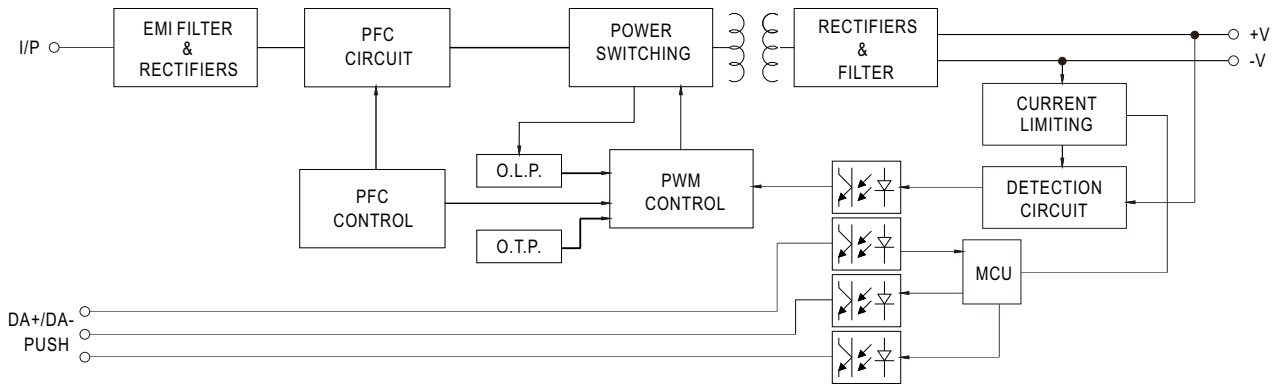 I/P
EMI FILTER
&
RECTIFIERS
PFC
CIRCUIT
POWER
SWITCHING
RECTIFIERS
&
FILTER
+V
-V
CURRENT
LIMITING
O.L.P.
PFC
CONTROL
PWM
CONTROL
DETECTION
CIRCUIT
O.T.P.
MCU
DA+/DA-
PUSH